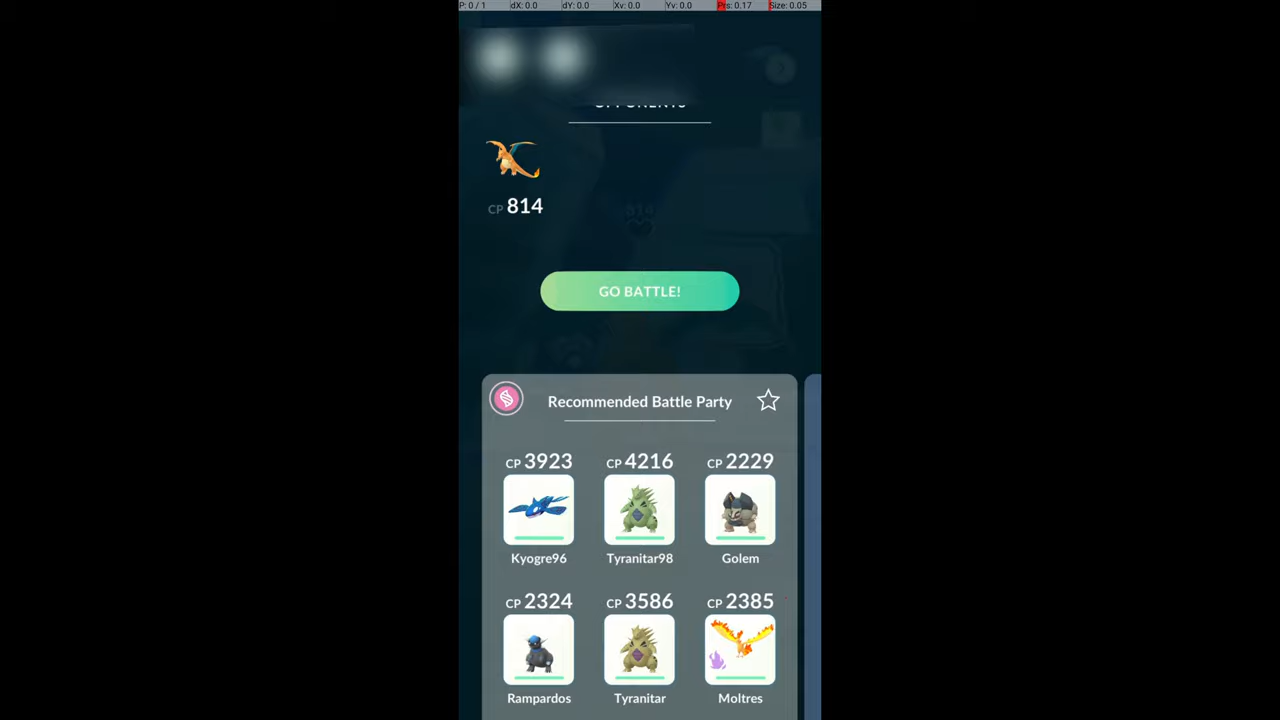 P: 0 / 1 dX: 0.0 dY: 0.0 Xv: 0.0 Yv: 0.0 Prs: 0.17 Size: 0.05
OPPONENTS
CP 814
814
GO BATTLE!
Recommended Battle Party
CP 3923 CP 4216 CP 2229
Kyogre96 Tyranitar98 Golem
CP 2324 CP 3586 CP 2385
Rampardos Tyranitar Moltres